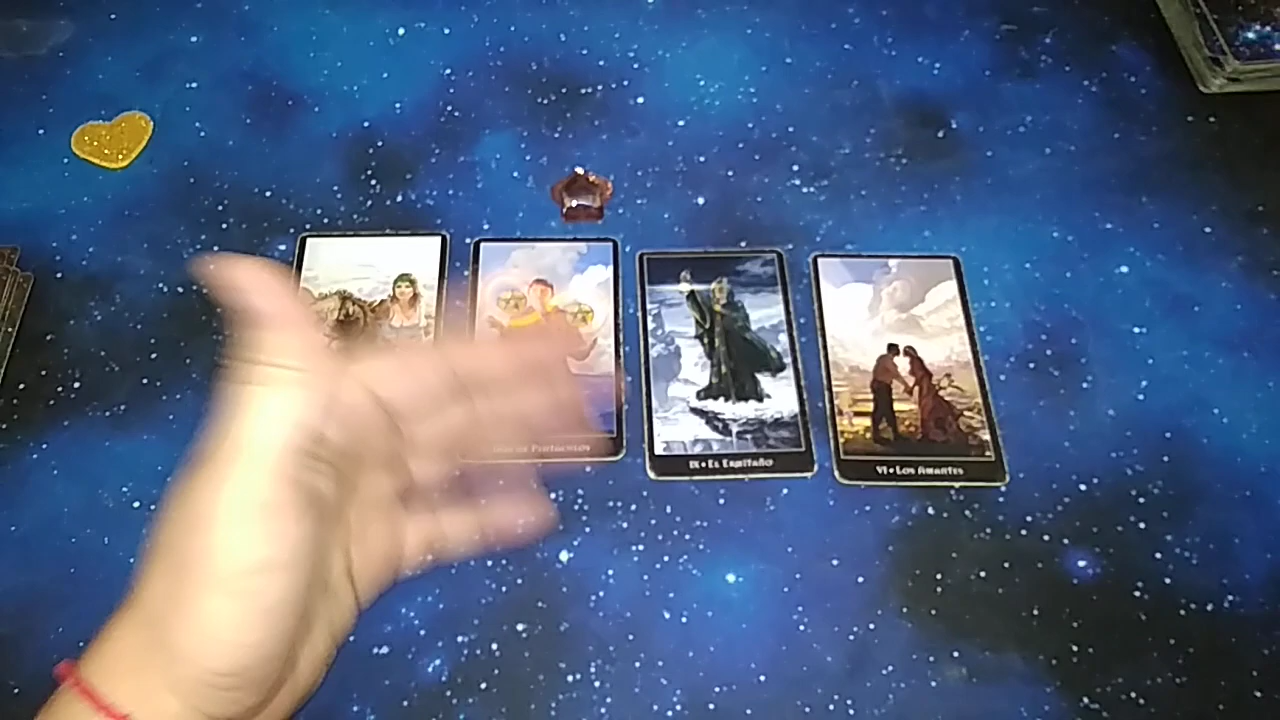 IX • El Ermitaño
VI • Los Amantes